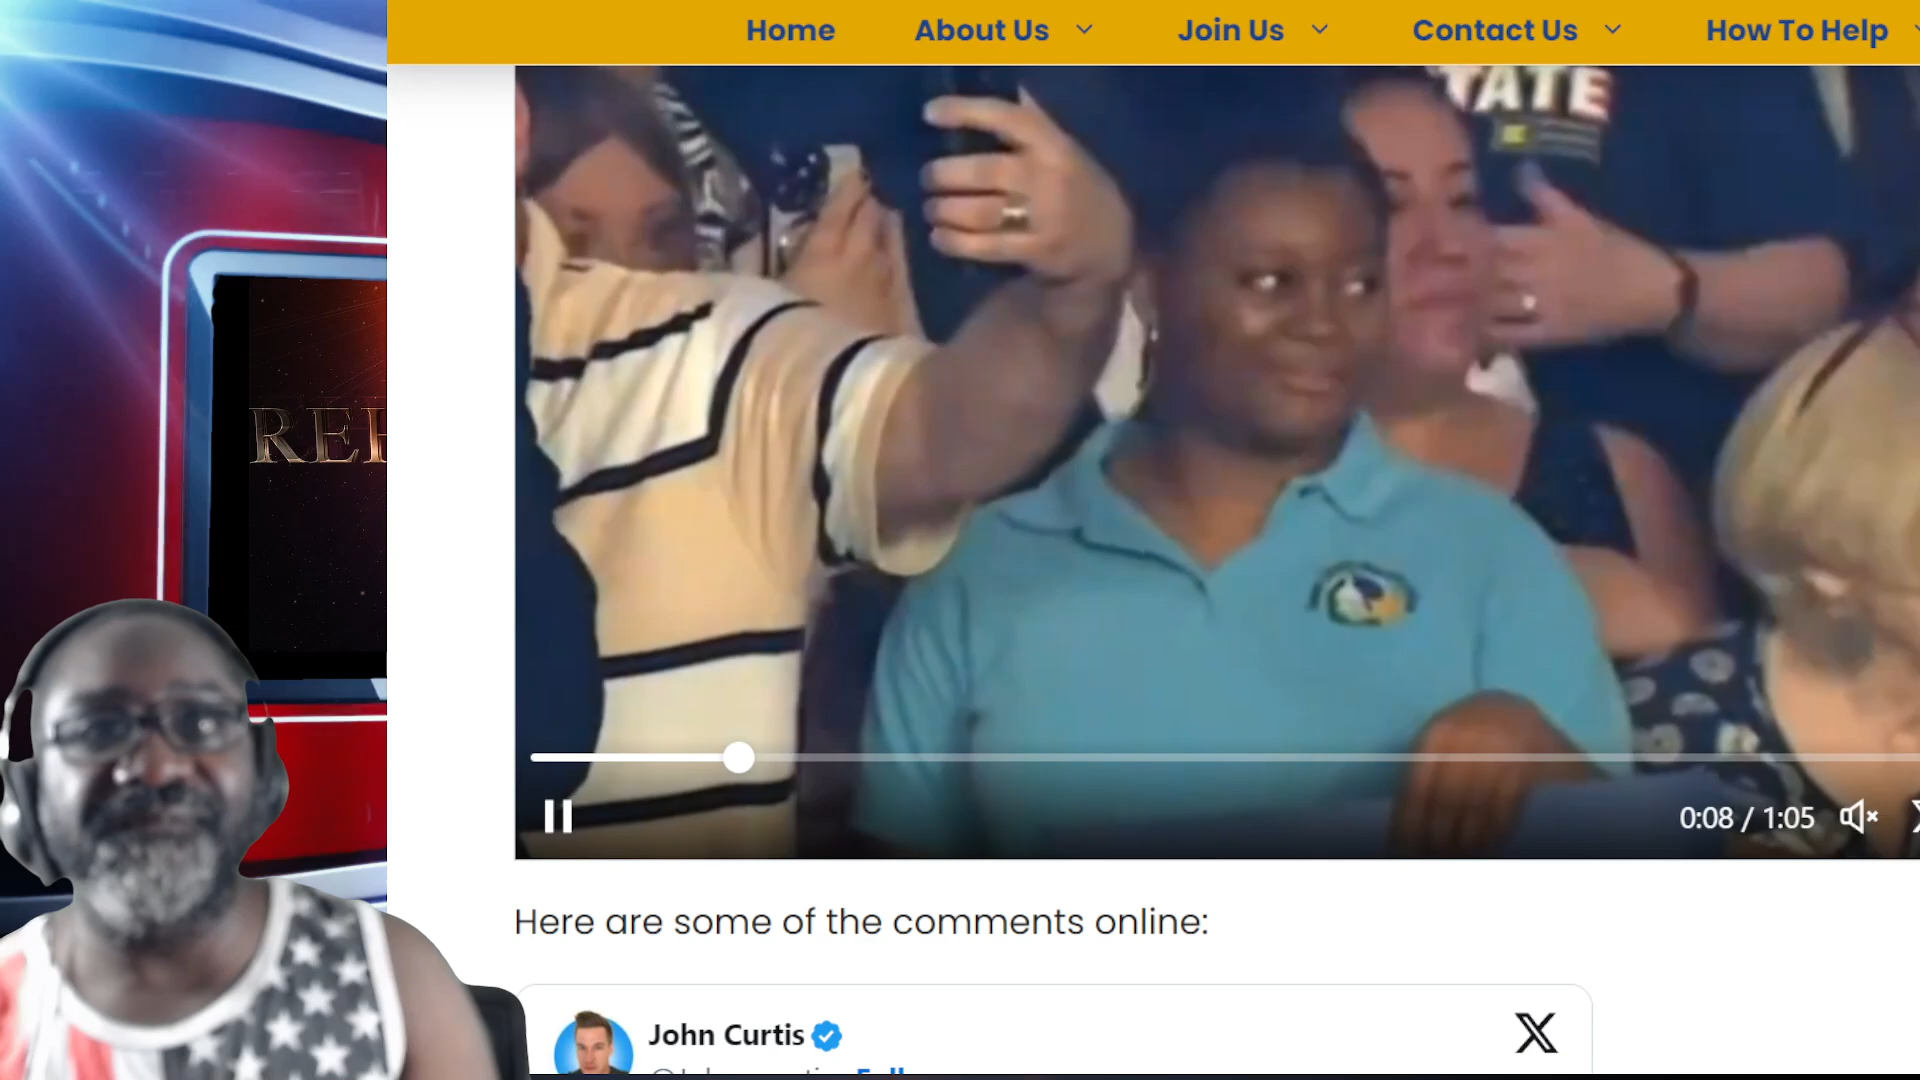 Home About Us Join Us Contact Us How To Help
TATE
REH
0:08 / 1:05
Here are some of the comments online:
John Curtis
X